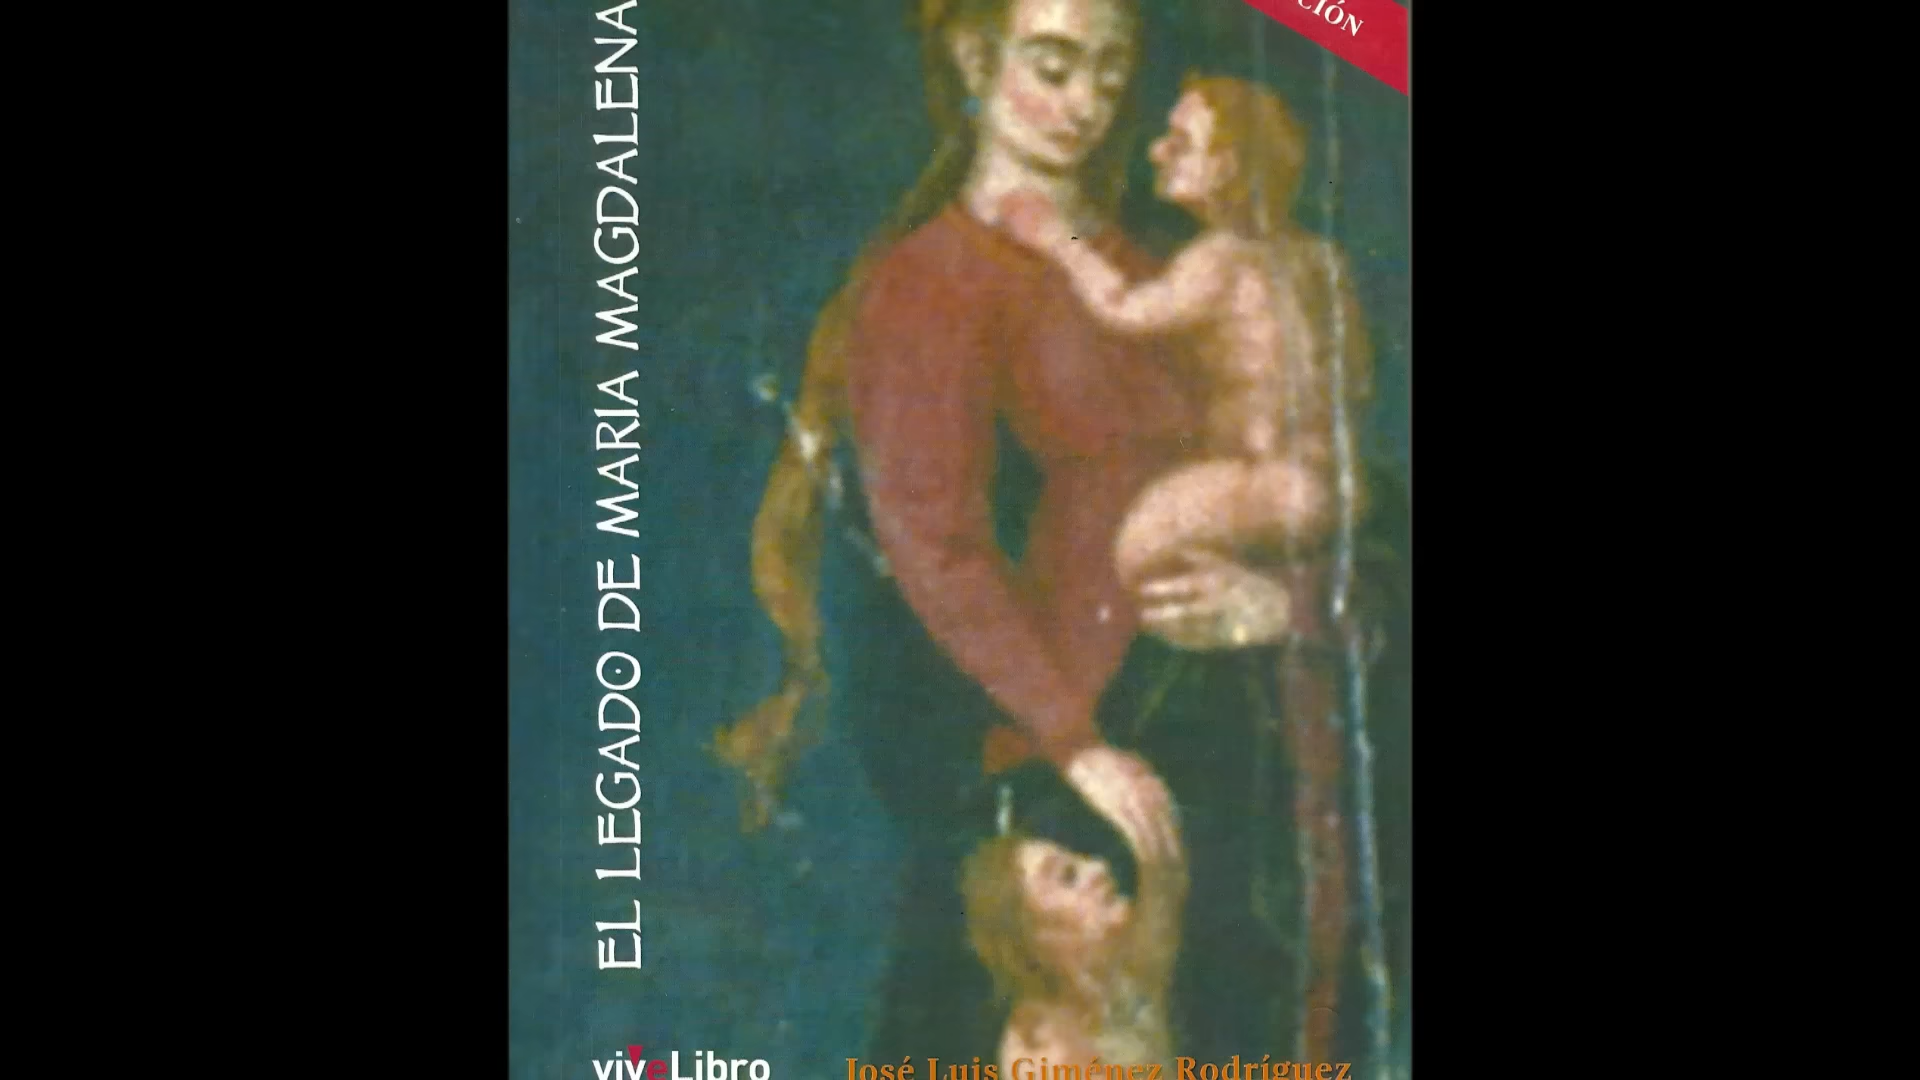 CIÓN
EL LEGADO DE MARIA MAGDALENA
viveLibro
José Luis Giménez Rodríguez